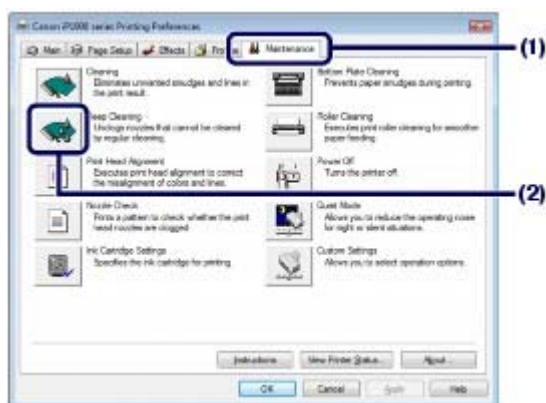 Canon iP2000 series Printing Preferences
Main Page Setup Effects Maintenance
(1)
Cleaning
Eliminates unwanted smudges and lines in
the print result.
Bottom Plate Cleaning
Prevents paper smudges during printing.
Deep Cleaning
Unclogs nozzles that cannot be cleared
by regular cleaning.
Roller Cleaning
Executes print roller cleaning for smoother
paper feeding.
Print Head Alignment
Executes print head alignment to correct
the misalignment of colors and lines.
Power Off
Turns the printer off.
(2)
Nozzle Check
Prints a pattern to check whether the print
head nozzles are clogged.
Quiet Mode
Allows you to reduce the operating noise
for night or silent situations.
Ink Cartridge Settings
Specifies the ink cartridge for printing.
Custom Settings
Allows you to select operation options.
Instructions View Printer Status... About...
OK Cancel Apply Help